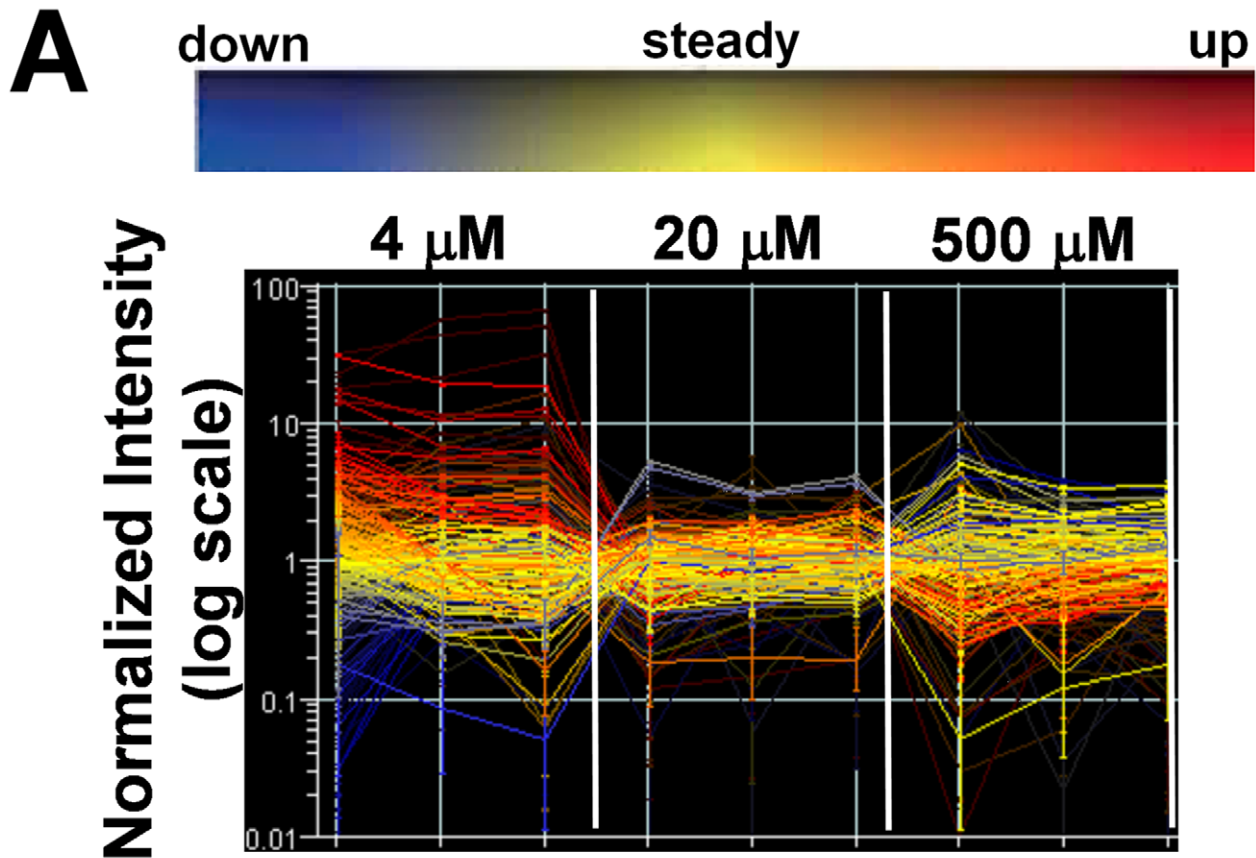 A
down steady up
4 μM 20 μM 500 μM
Normalized Intensity
(log scale)
100
10
1
0.1
0.01